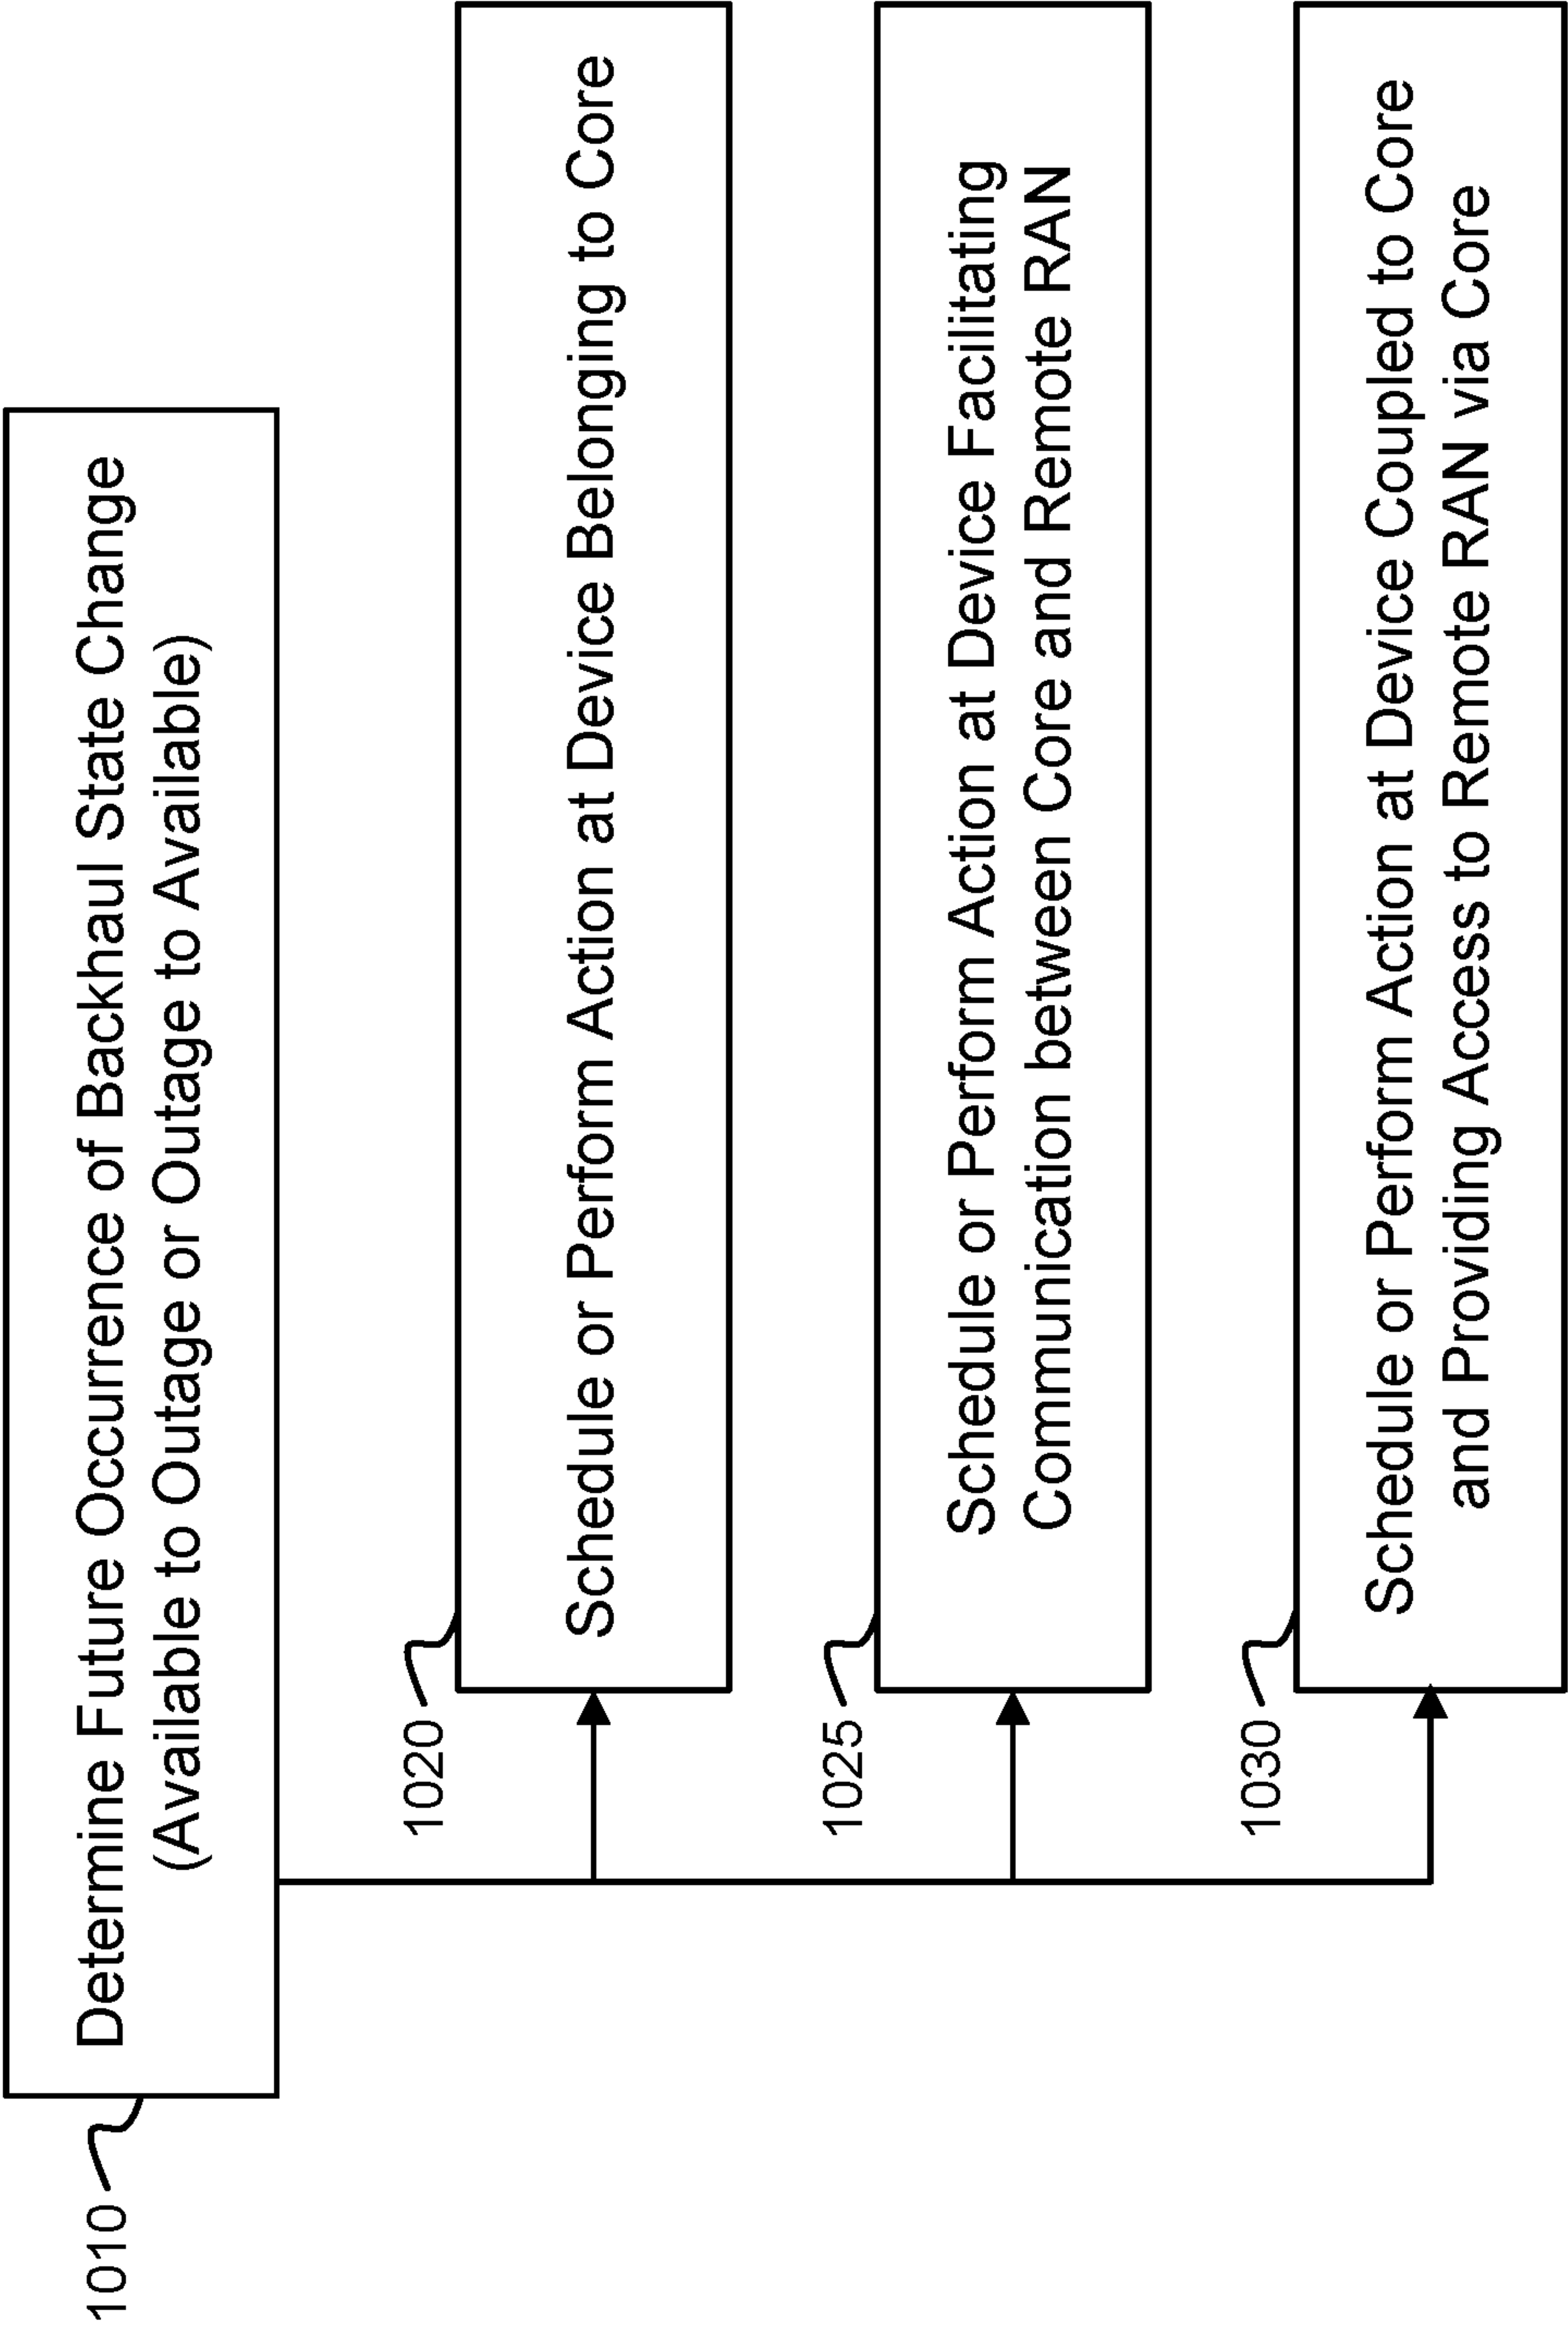 1010
Determine Future Occurrence of Backhaul State Change
(Available to Outage or Outage to Available)
1020
Schedule or Perform Action at Device Belonging to Core
1025
Schedule or Perform Action at Device Facilitating
Communication between Core and Remote RAN
1030
Schedule or Perform Action at Device Coupled to Core
and Providing Access to Remote RAN via Core